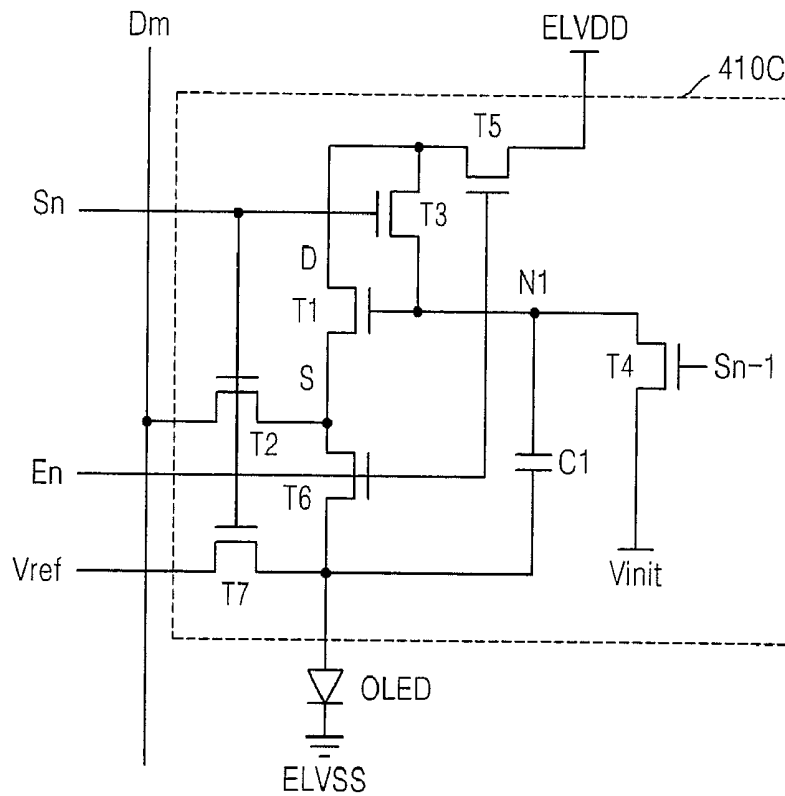 Dm
ELVDD
410C
T5
Sn
T3
D
N1
T1
T4
Sn-1
S
T2
En
C1
T6
Vref
Vinit
T7
OLED
ELVSS